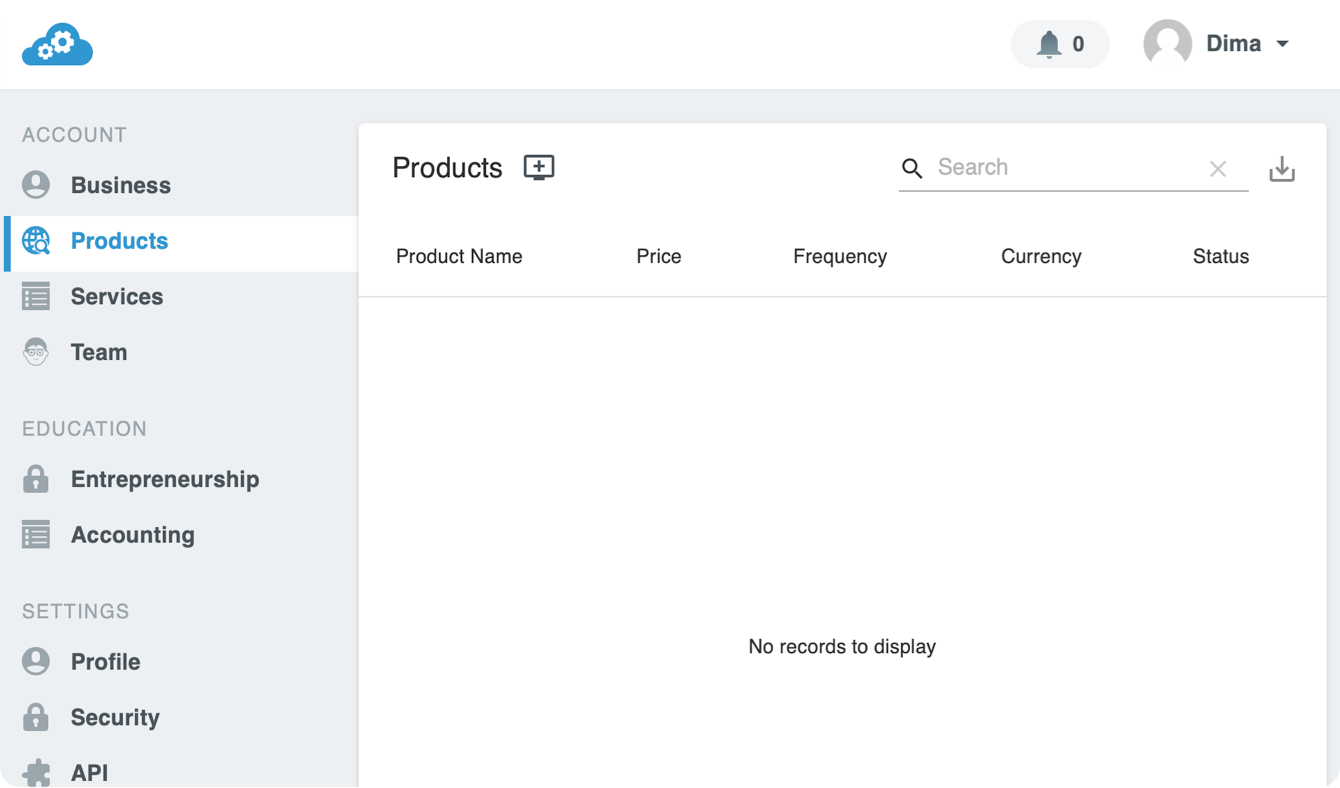 0
Dima
ACCOUNT
Business
Products
Services
Team
EDUCATION
Entrepreneurship
Accounting
SETTINGS
Profile
Security
API
Products
Search
Product Name Price Frequency Currency Status
No records to display